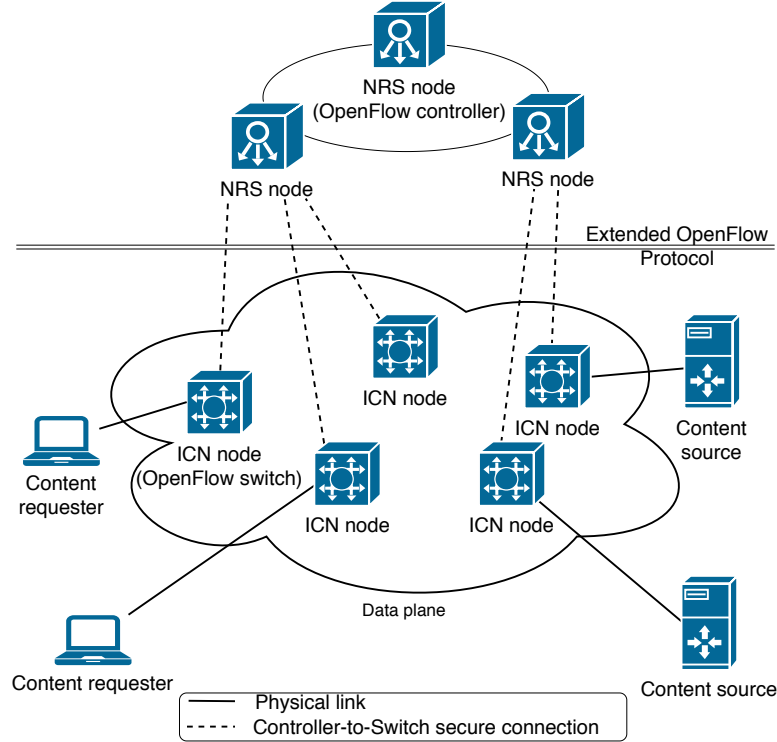 NRS node
(OpenFlow controller)
NRS node
NRS node
Extended OpenFlow
Protocol
ICN node
ICN node
(OpenFlow switch)
ICN node
Content
source
Content
requester
ICN node
ICN node
Data plane
Content requester
Content source
Physical link
Controller-to-Switch secure connection